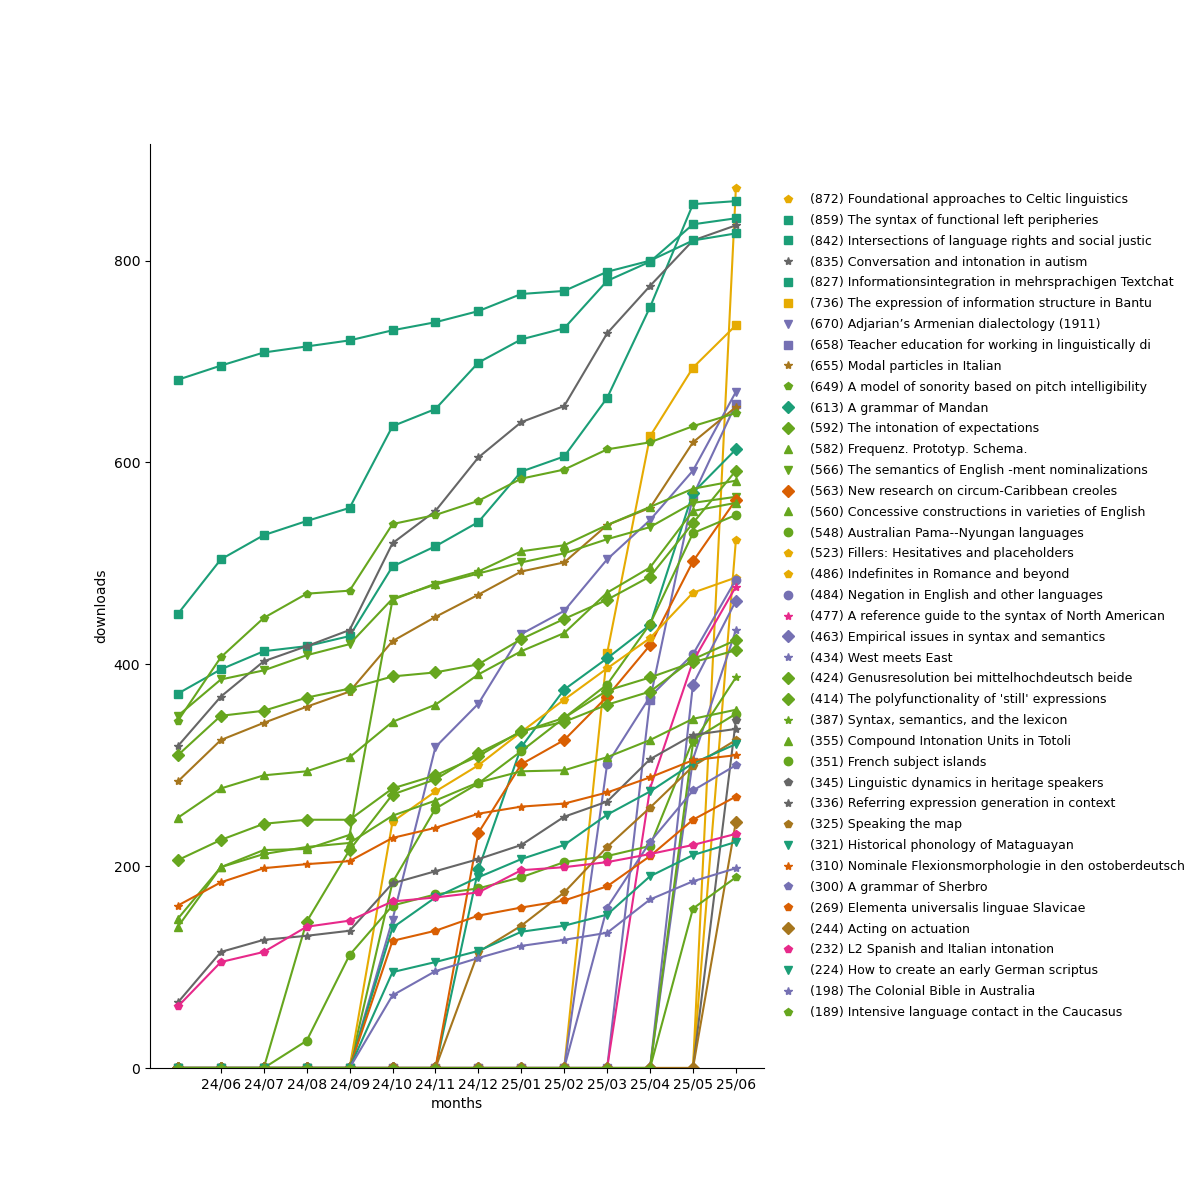 800
600
400
200
0
downloads
24/06 24/07 24/08 24/09 24/10 24/11 24/12 25/01 25/02 25/03 25/04 25/05 25/06
months
(872) Foundational approaches to Celtic linguistics
(859) The syntax of functional left peripheries
(842) Intersections of language rights and social justic
(835) Conversation and intonation in autism
(827) Informationsintegration in mehrsprachigen Textchat
(736) The expression of information structure in Bantu
(670) Adjarian’s Armenian dialectology (1911)
(658) Teacher education for working in linguistically di
(655) Modal particles in Italian
(649) A model of sonority based on pitch intelligibility
(613) A grammar of Mandan
(592) The intonation of expectations
(582) Frequenz. Prototyp. Schema.
(566) The semantics of English -ment nominalizations
(563) New research on circum-Caribbean creoles
(560) Concessive constructions in varieties of English
(548) Australian Pama--Nyungan languages
(523) Fillers: Hesitatives and placeholders
(486) Indefinites in Romance and beyond
(484) Negation in English and other languages
(477) A reference guide to the syntax of North American
(463) Empirical issues in syntax and semantics
(434) West meets East
(424) Genusresolution bei mittelhochdeutsch beide
(414) The polyfunctionality of 'still' expressions
(387) Syntax, semantics, and the lexicon
(355) Compound Intonation Units in Totoli
(351) French subject islands
(345) Linguistic dynamics in heritage speakers
(336) Referring expression generation in context
(325) Speaking the map
(321) Historical phonology of Mataguayan
(310) Nominale Flexionsmorphologie in den ostoberdeutsch
(300) A grammar of Sherbro
(269) Elementa universalis linguae Slavicae
(244) Acting on actuation
(232) L2 Spanish and Italian intonation
(224) How to create an early German scriptus
(198) The Colonial Bible in Australia
(189) Intensive language contact in the Caucasus